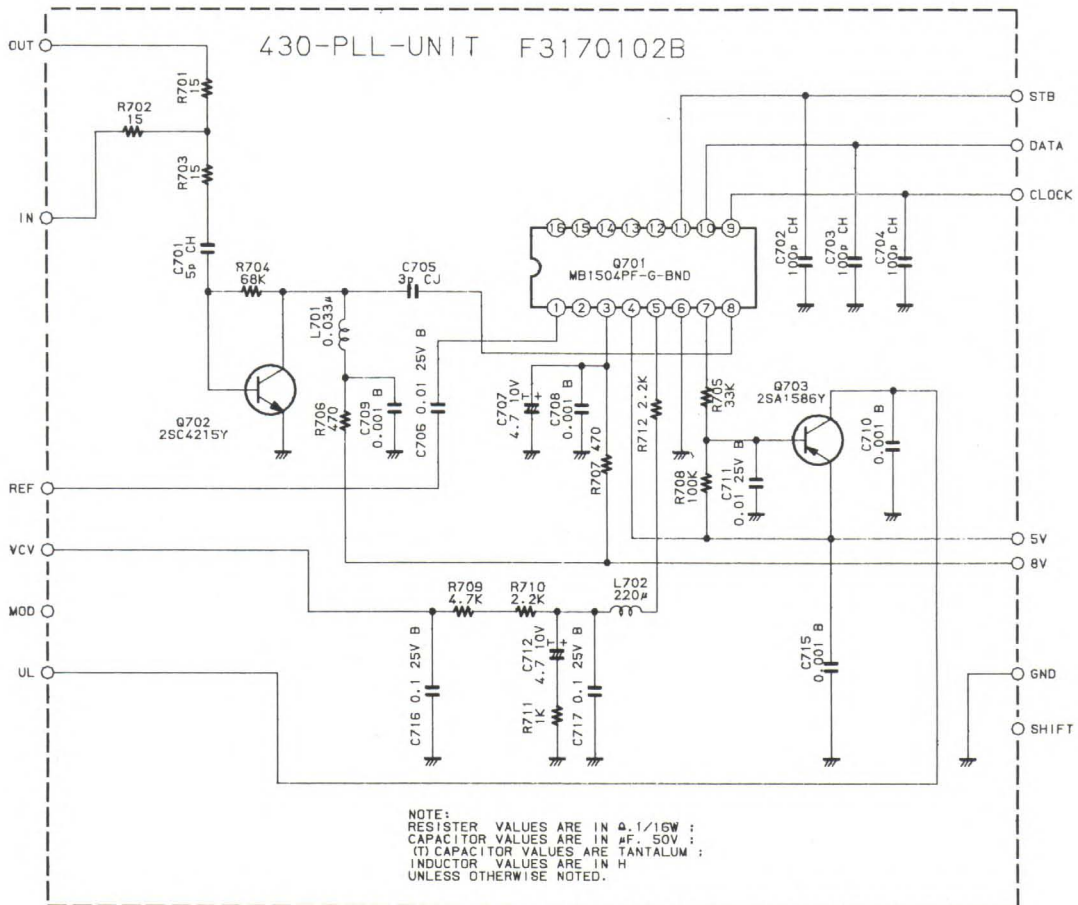 430-PLL-UNIT F3170102B
OUT
R701
15
R702
15
R703
15
IN
C701
5p CH
R704
68K
C705
3p CJ
L701
0.033μ
Q702
2SC4215Y
R706
470
C709
0.001 B
C706 0.01 25V B
STB
DATA
CLOCK
C702
100p CH
C703
100p CH
C704
100p CH
16 15 14 13 12 11 10 9
Q701
MB1504PF-G-BND
1 2 3 4 5 6 7 8
C707
4.7 10V
T +
C708
0.001 B
R707 470
R712 2.2K
R705
33K
R708
100K
C711
0.01 25V B
Q703
2SA1586Y
C710
0.001 B
REF
VCV
MOD
UL
5V
8V
R709
4.7K
R710
2.2K
L702
220μ
C716 0.1 25V B
C712
4.7 10V
T +
R711
1K
C717 0.1 25V B
C715
0.001 B
GND
SHIFT
NOTE:
RESISTER VALUES ARE IN Ω. 1/16W ;
CAPACITOR VALUES ARE IN μF. 50V ;
(T) CAPACITOR VALUES ARE TANTALUM ;
INDUCTOR VALUES ARE IN H
UNLESS OTHERWISE NOTED.